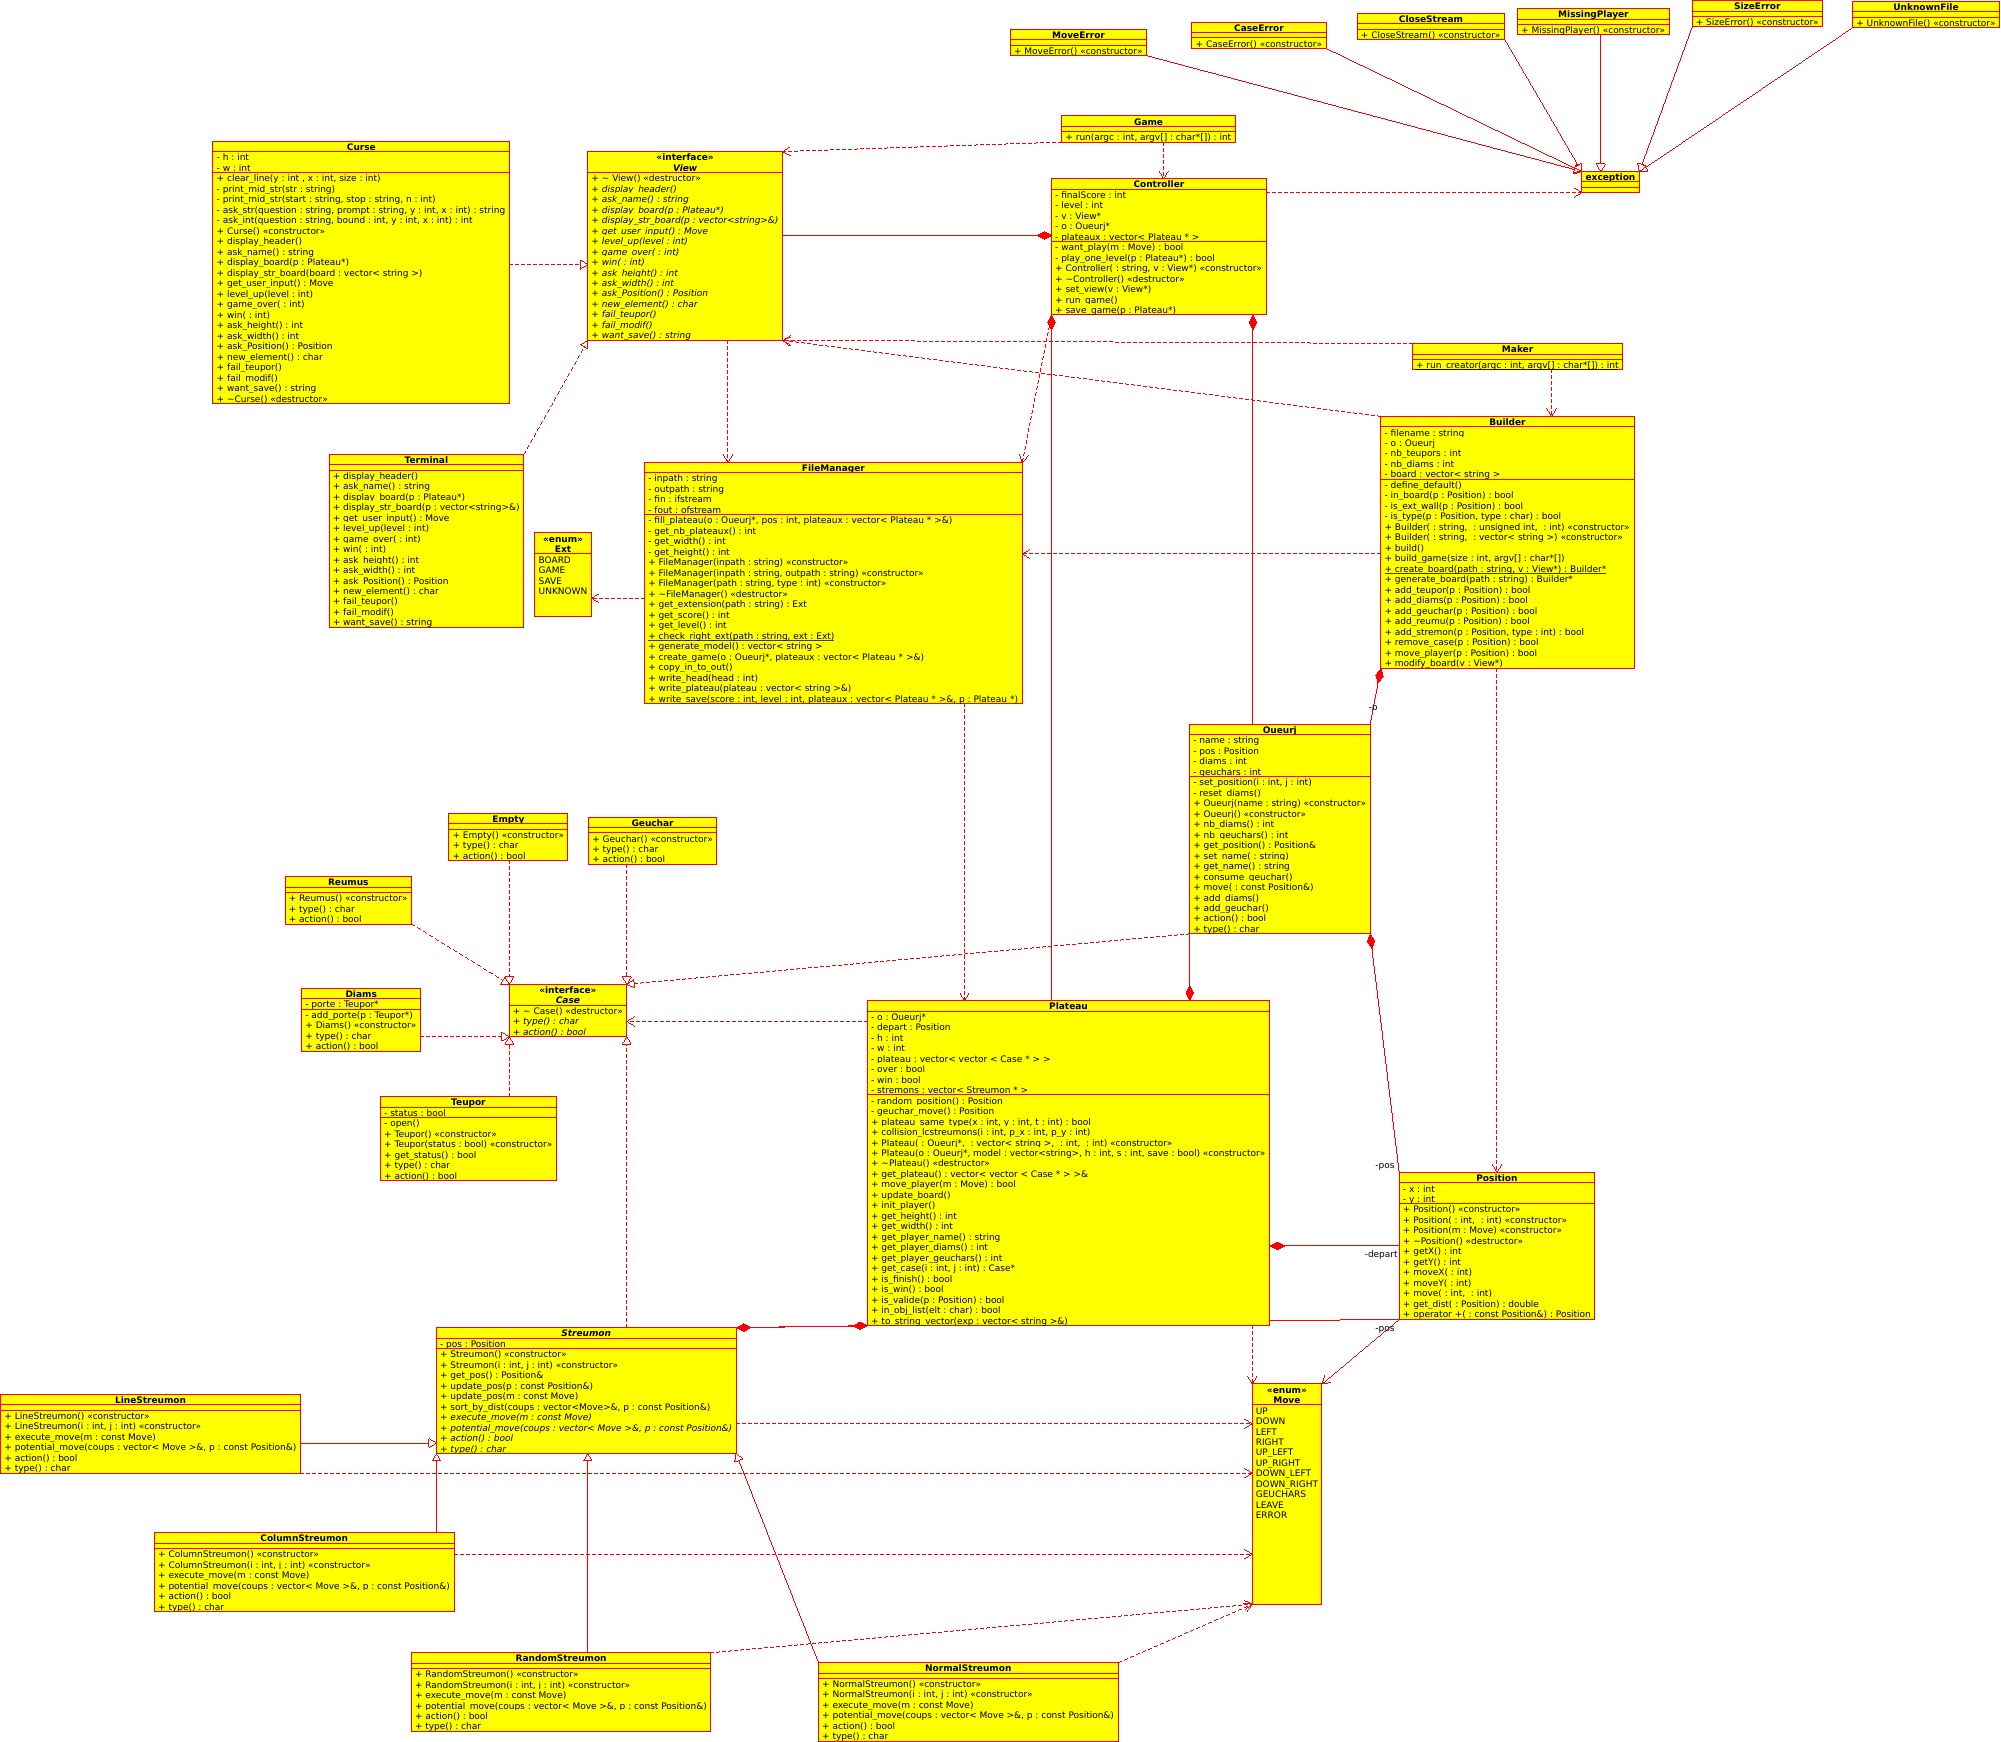 MoveError
+ MoveError() «constructor»
CaseError
+ CaseError() «constructor»
CloseStream
+ CloseStream() «constructor»
MissingPlayer
+ MissingPlayer() «constructor»
SizeError
+ SizeError() «constructor»
UnknownFile
+ UnknownFile() «constructor»
exception
Game
+ run(argc : int, argv[] : char*[]) : int
Curse
- h : int
- w : int
+ clear_line(y : int , x : int, size : int)
- print_mid_str(str : string)
- print_mid_str(start : string, stop : string, n : int)
- ask_str(question : string, prompt : string, y : int, x : int) : string
- ask_int(question : string, bound : int, y : int, x : int) : int
+ Curse() «constructor»
+ display_header()
+ ask_name() : string
+ display_board(p : Plateau*)
+ display_str_board(board : vector< string >)
+ get_user_input() : Move
+ level_up(level : int)
+ game_over( : int)
+ win( : int)
+ ask_height() : int
+ ask_width() : int
+ ask_Position() : Position
+ new_element() : char
+ fail_teupor()
+ fail_modif()
+ want_save() : string
+ ~Curse() «destructor»
«interface»
View
+ ~ View() «destructor»
+ display_header()
+ ask_name() : string
+ display_board(p : Plateau*)
+ display_str_board(p : vector<string>&)
+ get_user_input() : Move
+ level_up(level : int)
+ game_over( : int)
+ win( : int)
+ ask_height() : int
+ ask_width() : int
+ ask_Position() : Position
+ new_element() : char
+ fail_teupor()
+ fail_modif()
+ want_save() : string
Controller
- finalScore : int
- level : int
- v : View*
- o : Oueurj*
- plateaux : vector< Plateau * >
- want_play(m : Move) : bool
- play_one_level(p : Plateau*) : bool
+ Controller( : string, v : View*) «constructor»
+ ~Controller() «destructor»
+ set_view(v : View*)
+ run_game()
+ save_game(p : Plateau*)
Maker
+ run_creator(argc : int, argv[] : char*[]) : int
Builder
- filename : string
- o : Oueurj
- nb_teupors : int
- nb_diams : int
- board : vector< string >
- define_default()
- in_board(p : Position) : bool
- is_ext_wall(p : Position) : bool
- is_type(p : Position, type : char) : bool
+ Builder( : string,  : unsigned int,  : int) «constructor»
+ Builder( : string,  : vector< string >) «constructor»
+ build()
+ build_game(size : int, argv[] : char*[])
+ create_board(path : string, v : View*) : Builder*
+ generate_board(path : string) : Builder*
+ add_teupor(p : Position) : bool
+ add_diams(p : Position) : bool
+ add_geuchar(p : Position) : bool
+ add_reumu(p : Position) : bool
+ add_stremon(p : Position, type : int) : bool
+ remove_case(p : Position) : bool
+ move_player(p : Position) : bool
+ modify_board(v : View*)
Terminal
+ display_header()
+ ask_name() : string
+ display_board(p : Plateau*)
+ display_str_board(p : vector<string>&)
+ get_user_input() : Move
+ level_up(level : int)
+ game_over( : int)
+ win( : int)
+ ask_height() : int
+ ask_width() : int
+ ask_Position() : Position
+ new_element() : char
+ fail_teupor()
+ fail_modif()
+ want_save() : string
«enum»
Ext
BOARD
GAME
SAVE
UNKNOWN
FileManager
- inpath : string
- outpath : string
- fin : ifstream
- fout : ofstream
- fill_plateau(o : Oueurj*, pos : int, plateaux : vector< Plateau * >&)
- get_nb_plateaux() : int
- get_width() : int
- get_height() : int
+ FileManager(inpath : string) «constructor»
+ FileManager(inpath : string, outpath : string) «constructor»
+ FileManager(path : string, type : int) «constructor»
+ ~FileManager() «destructor»
+ get_extension(path : string) : Ext
+ get_score() : int
+ get_level() : int
+ check_right_ext(path : string, ext : Ext)
+ generate_model() : vector< string >
+ create_game(o : Oueurj*, plateaux : vector< Plateau * >&)
+ copy_in_to_out()
+ write_head(head : int)
+ write_plateau(plateau : vector< string >&)
+ write_save(score : int, level : int, plateaux : vector< Plateau * >&, p : Plateau *)
-o
Oueurj
- name : string
- pos : Position
- diams : int
- geuchars : int
- set_position(i : int, j : int)
- reset_diams()
+ Oueurj(name : string) «constructor»
+ Oueurj() «constructor»
+ nb_diams() : int
+ nb_geuchars() : int
+ get_position() : Position&
+ set_name( : string)
+ get_name() : string
+ consume_geuchar()
+ move( : const Position&)
+ add_diams()
+ add_geuchar()
+ action() : bool
+ type() : char
Empty
+ Empty() «constructor»
+ type() : char
+ action() : bool
Geuchar
+ Geuchar() «constructor»
+ type() : char
+ action() : bool
Reumus
+ Reumus() «constructor»
+ type() : char
+ action() : bool
Diams
- porte : Teupor*
- add_porte(p : Teupor*)
+ Diams() «constructor»
+ type() : char
+ action() : bool
«interface»
Case
+ ~ Case() «destructor»
+ type() : char
+ action() : bool
Teupor
- status : bool
- open()
+ Teupor() «constructor»
+ Teupor(status : bool) «constructor»
+ get_status() : bool
+ type() : char
+ action() : bool
Plateau
- o : Oueurj*
- depart : Position
- h : int
- w : int
- plateau : vector< vector < Case * > >
- over : bool
- win : bool
- stremons : vector< Streumon * >
- random_position() : Position
- geuchar_move() : Position
+ plateau_same_type(x : int, y : int, t : int) : bool
+ collision_lcstreumons(i : int, p_x : int, p_y : int)
+ Plateau( : Oueurj*,  : vector< string >,  : int,  : int) «constructor»
+ Plateau(o : Oueurj*, model : vector<string>, h : int, s : int, save : bool) «constructor»
+ ~Plateau() «destructor»
+ get_plateau() : vector< vector < Case * > >&
+ move_player(m : Move) : bool
+ update_board()
+ init_player()
+ get_height() : int
+ get_width() : int
+ get_player_name() : string
+ get_player_diams() : int
+ get_player_geuchars() : int
+ get_case(i : int, j : int) : Case*
+ is_finish() : bool
+ is_win() : bool
+ is_valide(p : Position) : bool
+ in_obj_list(elt : char) : bool
+ to_string_vector(exp : vector< string >&)
-pos
-depart
-pos
Position
- x : int
- y : int
+ Position() «constructor»
+ Position( : int,  : int) «constructor»
+ Position(m : Move) «constructor»
+ ~Position() «destructor»
+ getX() : int
+ getY() : int
+ moveX( : int)
+ moveY( : int)
+ move( : int,  : int)
+ get_dist( : Position) : double
+ operator +( : const Position&) : Position
Streumon
- pos : Position
+ Streumon() «constructor»
+ Streumon(i : int, j : int) «constructor»
+ get_pos() : Position&
+ update_pos(p : const Position&)
+ update_pos(m : const Move)
+ sort_by_dist(coups : vector<Move>&, p : const Position&)
+ execute_move(m : const Move)
+ potential_move(coups : vector< Move >&, p : const Position&)
+ action() : bool
+ type() : char
«enum»
Move
UP
DOWN
LEFT
RIGHT
UP_LEFT
UP_RIGHT
DOWN_LEFT
DOWN_RIGHT
GEUCHARS
LEAVE
ERROR
LineStreumon
+ LineStreumon() «constructor»
+ LineStreumon(i : int, j : int) «constructor»
+ execute_move(m : const Move)
+ potential_move(coups : vector< Move >&, p : const Position&)
+ action() : bool
+ type() : char
ColumnStreumon
+ ColumnStreumon() «constructor»
+ ColumnStreumon(i : int, j : int) «constructor»
+ execute_move(m : const Move)
+ potential_move(coups : vector< Move >&, p : const Position&)
+ action() : bool
+ type() : char
RandomStreumon
+ RandomStreumon() «constructor»
+ RandomStreumon(i : int, j : int) «constructor»
+ execute_move(m : const Move)
+ potential_move(coups : vector< Move >&, p : const Position&)
+ action() : bool
+ type() : char
NormalStreumon
+ NormalStreumon() «constructor»
+ NormalStreumon(i : int, j : int) «constructor»
+ execute_move(m : const Move)
+ potential_move(coups : vector< Move >&, p : const Position&)
+ action() : bool
+ type() : char